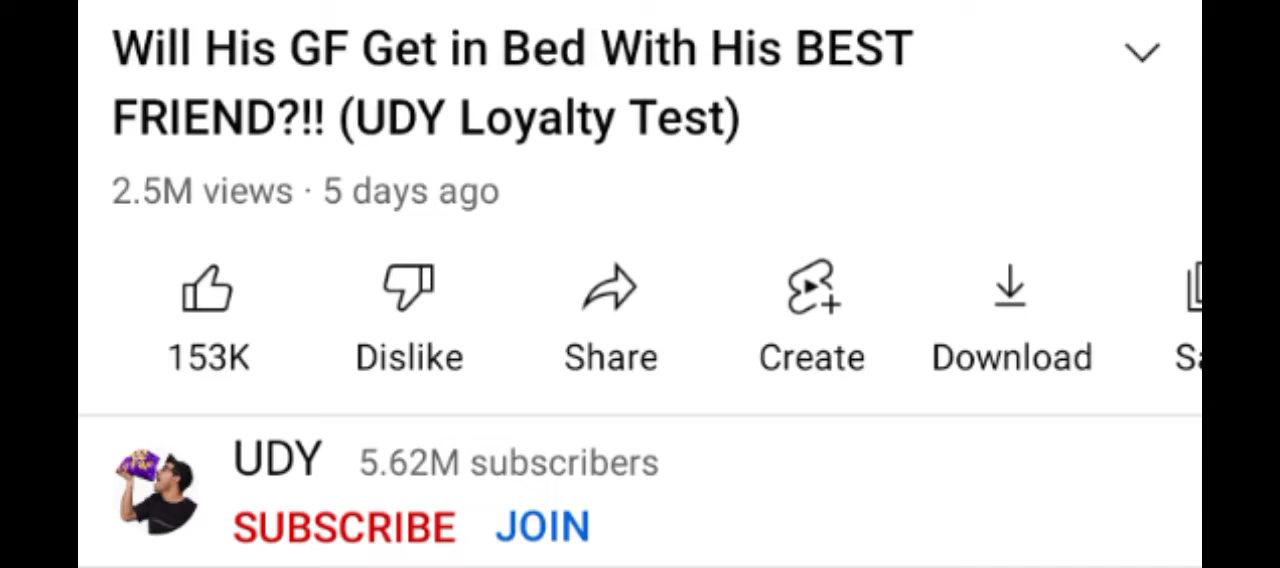 Will His GF Get in Bed With His BEST
FRIEND?!! (UDY Loyalty Test)
2.5M views · 5 days ago
153K Dislike Share Create Download
UDY 5.62M subscribers
SUBSCRIBE JOIN